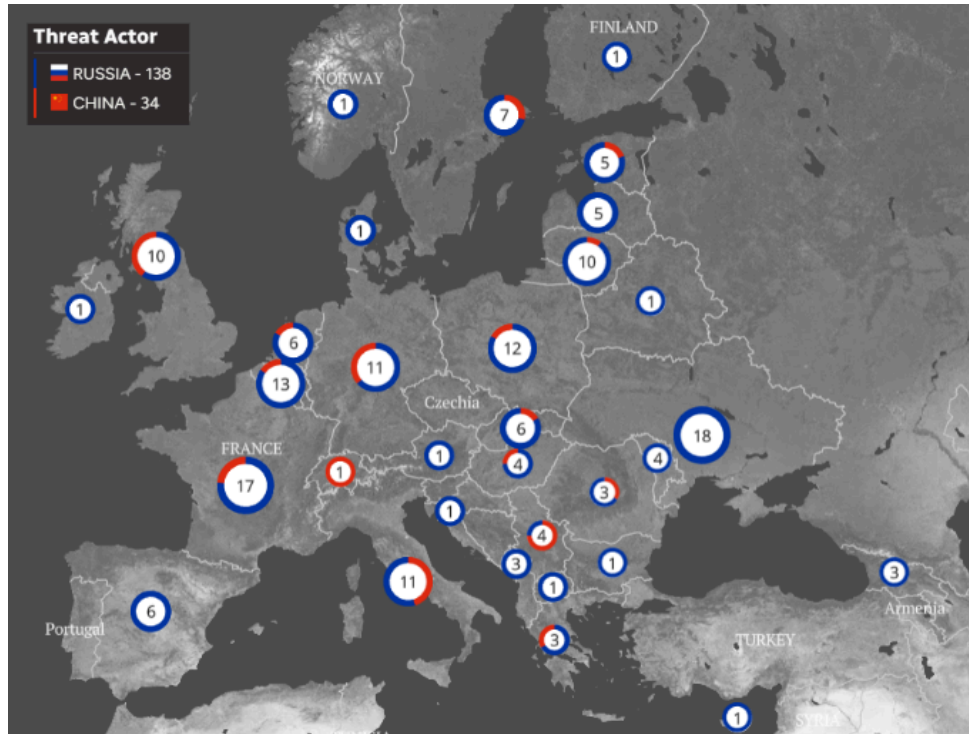 Threat Actor
RUSSIA - 138
CHINA - 34
FINLAND
1
NORWAY
1
7
5
5
1
10
10
1
1
6
12
11
13
Czechia
6
18
FRANCE
1
4
4
1
17
3
1
4
3
1
3
11
1
6
Armenia
Portugal
3
TURKEY
1
SYRIA